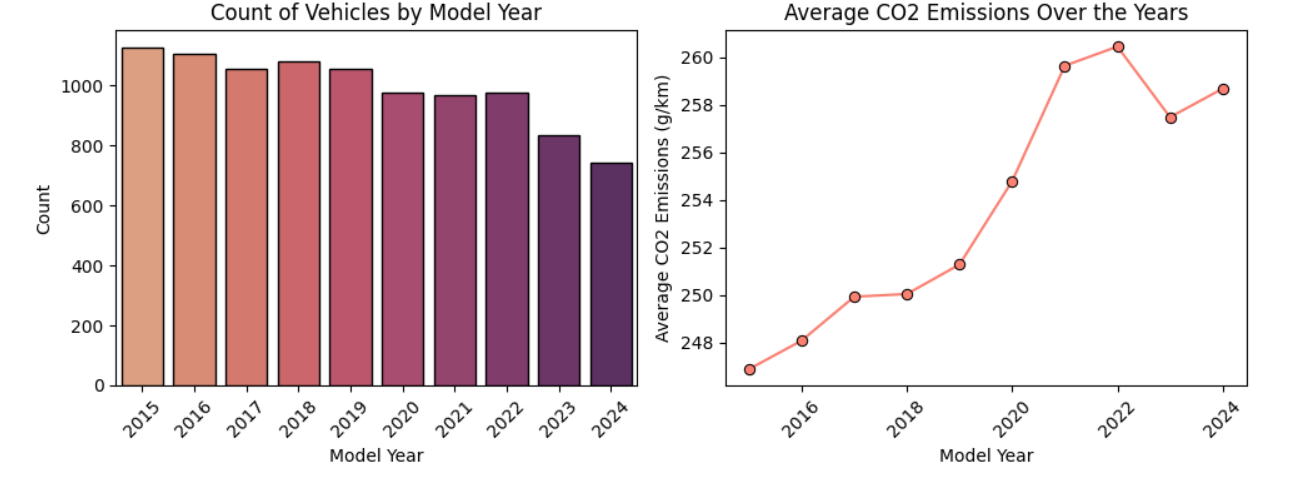 Count of Vehicles by Model Year
Count
1000
800
600
400
200
0
2015 2016 2017 2018 2019 2020 2021 2022 2023 2024
Model Year
Average CO2 Emissions Over the Years
Average CO2 Emissions (g/km)
260
258
256
254
252
250
248
2016 2018 2020 2022 2024
Model Year